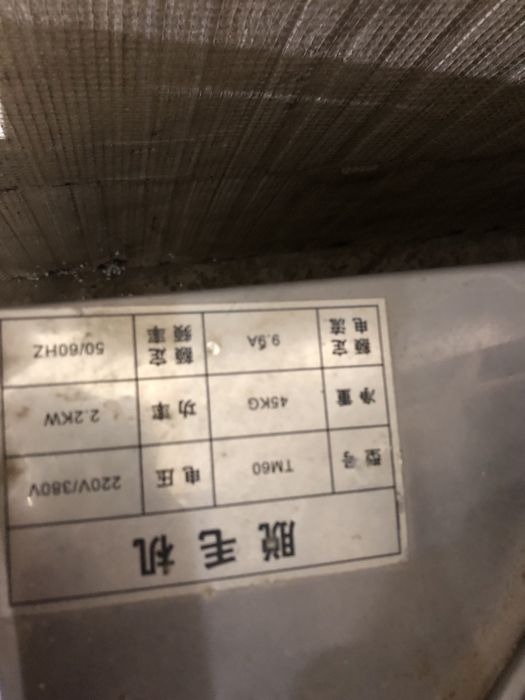 脱毛机
型号 TM60 电压 220V/380V
净重 45KG 功率 2.2KW
额定电流 9.9A 额定频率 50/60HZ